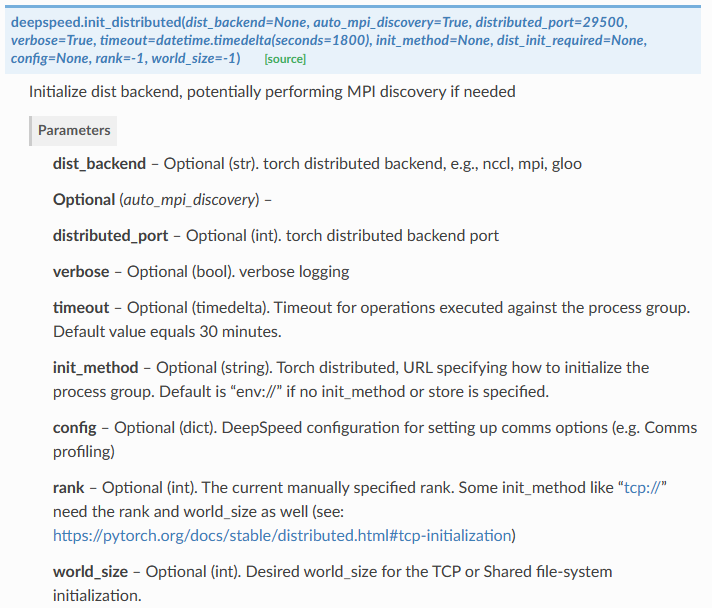 deepspeed.init_distributed(dist_backend=None, auto_mpi_discovery=True, distributed_port=29500,
verbose=True, timeout=datetime.timedelta(seconds=1800), init_method=None, dist_init_required=None,
config=None, rank=-1, world_size=-1) [source]
Initialize dist backend, potentially performing MPI discovery if needed
Parameters
dist_backend – Optional (str). torch distributed backend, e.g., nccl, mpi, gloo
Optional (auto_mpi_discovery) –
distributed_port – Optional (int). torch distributed backend port
verbose – Optional (bool). verbose logging
timeout – Optional (timedelta). Timeout for operations executed against the process group.
Default value equals 30 minutes.
init_method – Optional (string). Torch distributed, URL specifying how to initialize the
process group. Default is “env://” if no init_method or store is specified.
config – Optional (dict). DeepSpeed configuration for setting up comms options (e.g. Comms
profiling)
rank – Optional (int). The current manually specified rank. Some init_method like “tcp://”
need the rank and world_size as well (see:
https://pytorch.org/docs/stable/distributed.html#tcp-initialization)
world_size – Optional (int). Desired world_size for the TCP or Shared file-system
initialization.